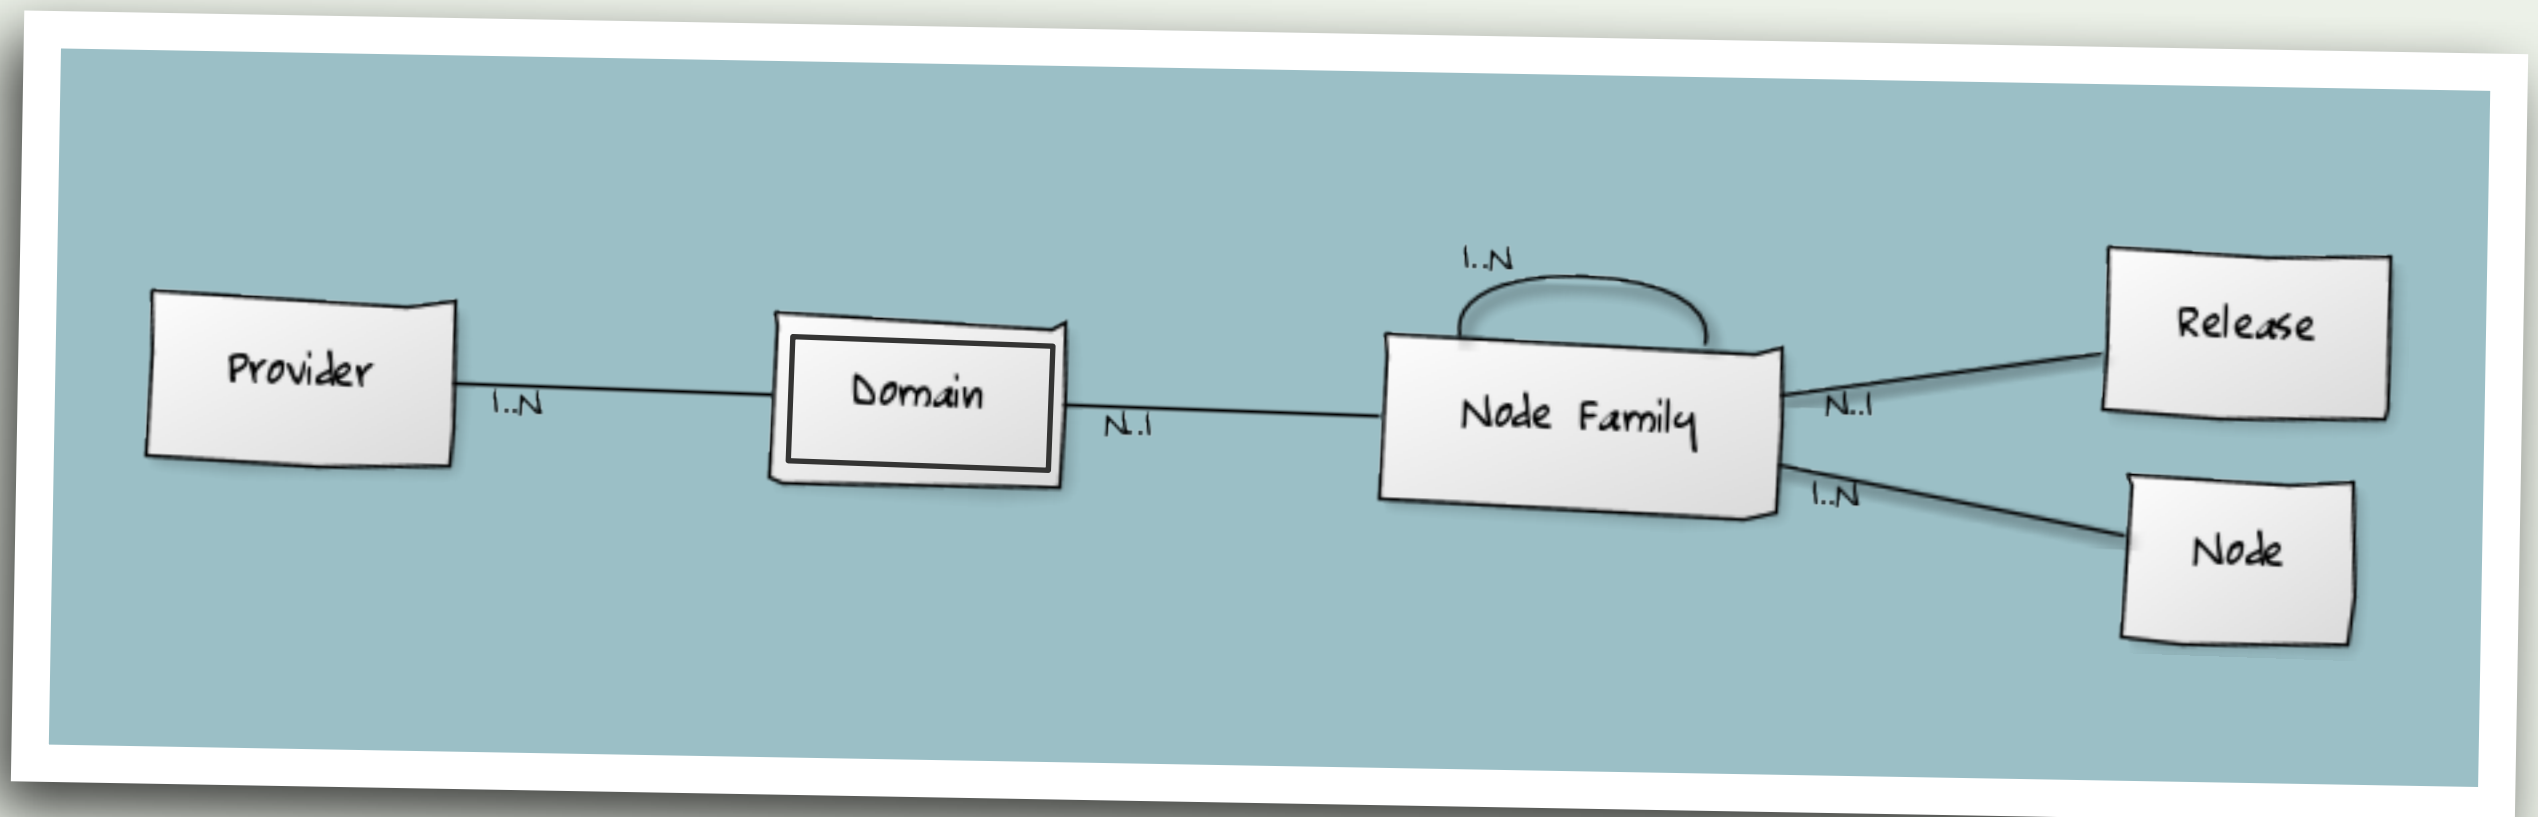 Provider
1..N
Domain
N..1
1..N
Node Family
N..1
1..N
Release
Node